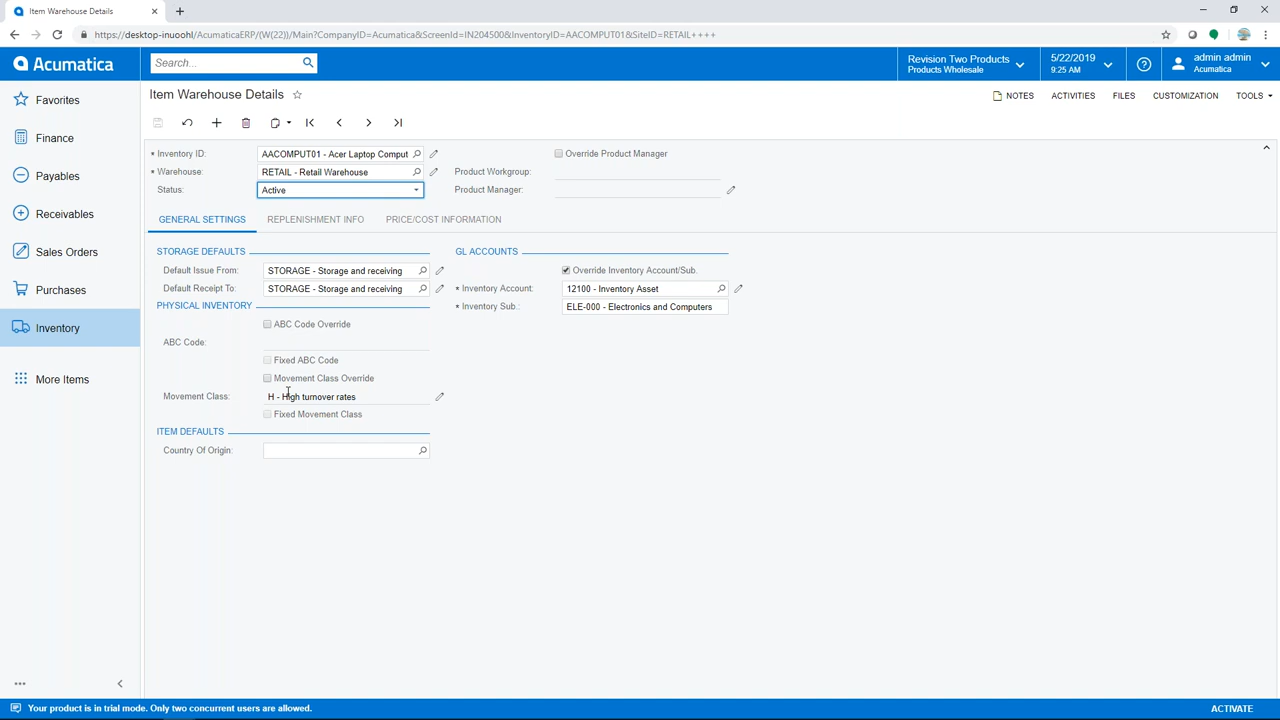 Item Warehouse Details
https://desktop-inuoohl/AcumaticaERP/(W(22))/Main?CompanyID=Acumatica&ScreenId=IN204500&InventoryID=AACOMPUT01&SiteID=RETAIL++++
Acumatica
Search...
Revision Two Products
Products Wholesale
5/22/2019
9:25 AM
admin admin
Acumatica
Favorites
Finance
Payables
Receivables
Sales Orders
Purchases
Inventory
More Items
Item Warehouse Details
NOTES ACTIVITIES FILES CUSTOMIZATION TOOLS
* Inventory ID: AACOMPUT01 - Acer Laptop Comput
* Warehouse: RETAIL - Retail Warehouse
Status: Active
Override Product Manager
Product Workgroup:
Product Manager:
GENERAL SETTINGS REPLENISHMENT INFO PRICE/COST INFORMATION
STORAGE DEFAULTS
Default Issue From: STORAGE - Storage and receiving
Default Receipt To: STORAGE - Storage and receiving
PHYSICAL INVENTORY
ABC Code Override
ABC Code:
Fixed ABC Code
Movement Class Override
Movement Class: H - High turnover rates
Fixed Movement Class
ITEM DEFAULTS
Country Of Origin:
GL ACCOUNTS
Override Inventory Account/Sub.
* Inventory Account: 12100 - Inventory Asset
* Inventory Sub.: ELE-000 - Electronics and Computers
Your product is in trial mode. Only two concurrent users are allowed.
ACTIVATE